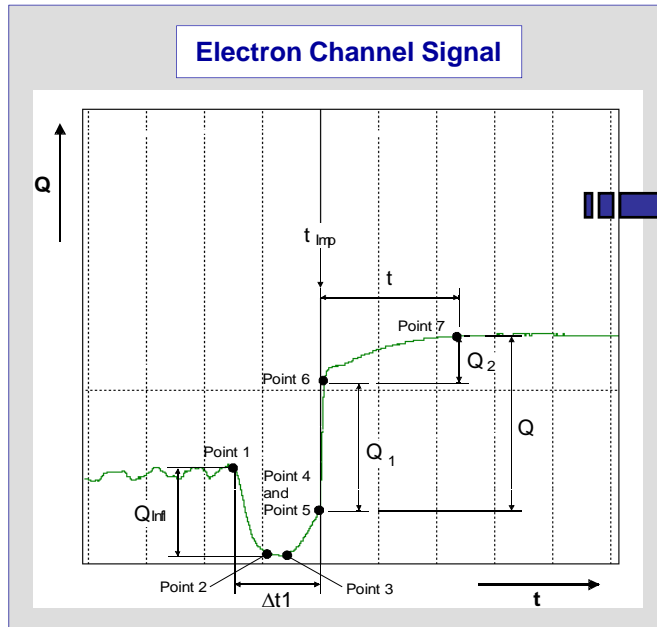 Electron Channel Signal
Q
t Imp
t
Point 7
Point 6
Q 2
Q 1
Q
Point 1
Point 4
and
Point 5
QInfl
Point 2
Δt1
Point 3
t